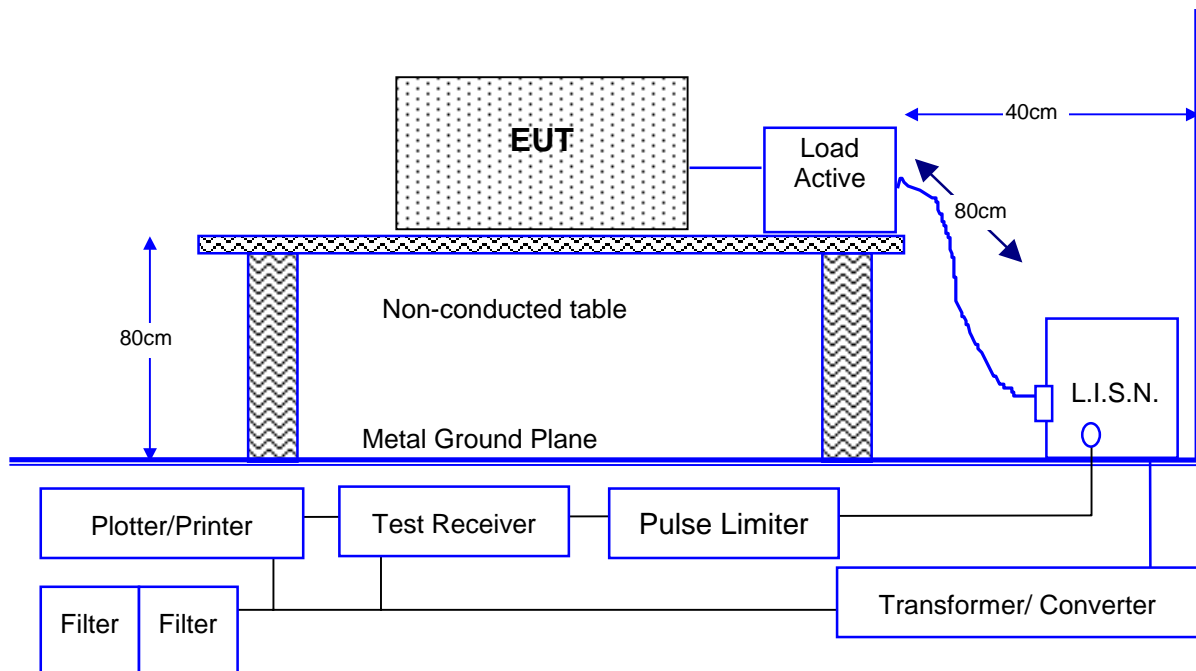 EUT
Load
Active
40cm
80cm
80cm
Non-conducted table
L.I.S.N.
Metal Ground Plane
Plotter/Printer
Test Receiver
Pulse Limiter
Filter
Filter
Transformer/ Converter